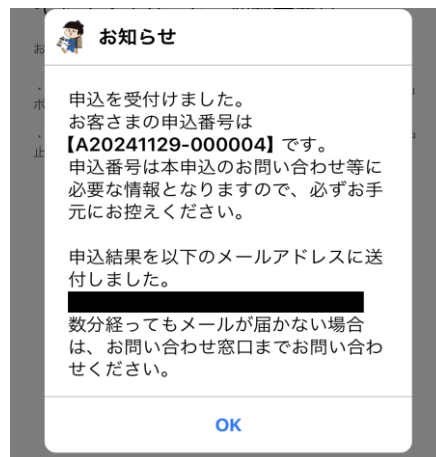 お知らせ
お
・
ポ
・
止
申込を受付けました。
お客さまの申込番号は
【A20241129-000004】です。
申込番号は本申込のお問い合わせ等に
必要な情報となりますので、必ずお手
元にお控えください。
申込結果を以下のメールアドレスに送
付しました。
数分経ってもメールが届かない場合
は、お問い合わせ窓口までお問い合わ
せください。
OK